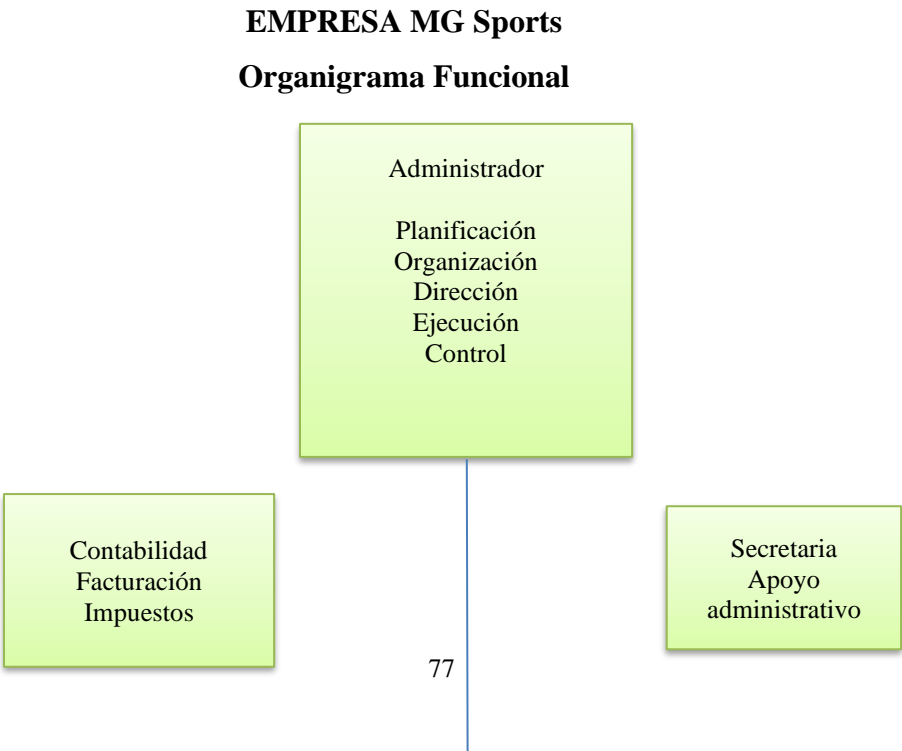 EMPRESA MG Sports
Organigrama Funcional
Administrador
Planificación
Organización
Dirección
Ejecución
Control
Contabilidad
Facturación
Impuestos
Secretaria
Apoyo
administrativo
77